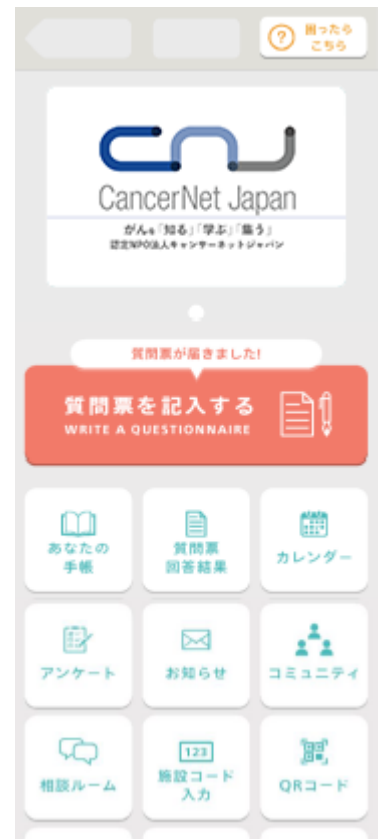 ?
困ったら
こちら
CancerNet Japan
がんを「知る」「学ぶ」「集う」
認定NPO法人キャンサーネットジャパン
質問票が届きました!
質問票を記入する
WRITE A QUESTIONNAIRE
あなたの
手帳
質問票
回答結果
カレンダー
アンケート
お知らせ
コミュニティ
相談ルーム
123
施設コード
入力
QRコード